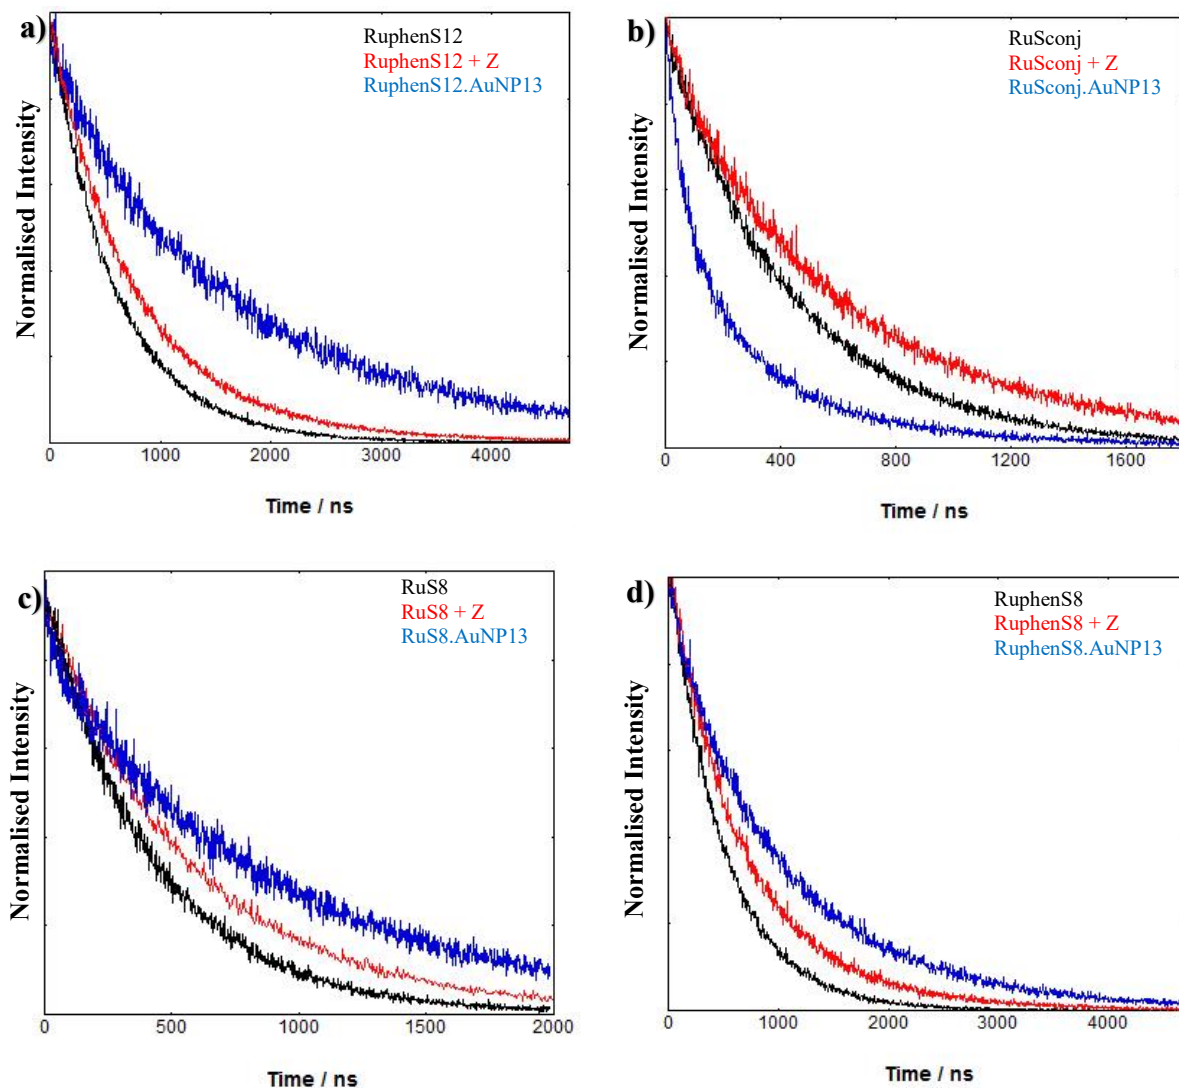 a)
RuphenS12
RuphenS12 + Z
RuphenS12.AuNP13
Normalised Intensity
0 1000 2000 3000 4000
Time / ns
b)
RuSconj
RuSconj + Z
RuSconj.AuNP13
Normalised Intensity
0 400 800 1200 1600
Time / ns
c)
RuS8
RuS8 + Z
RuS8.AuNP13
Normalised Intensity
0 500 1000 1500 2000
Time / ns
d)
RuphenS8
RuphenS8 + Z
RuphenS8.AuNP13
Normalised Intensity
0 1000 2000 3000 4000
Time / ns